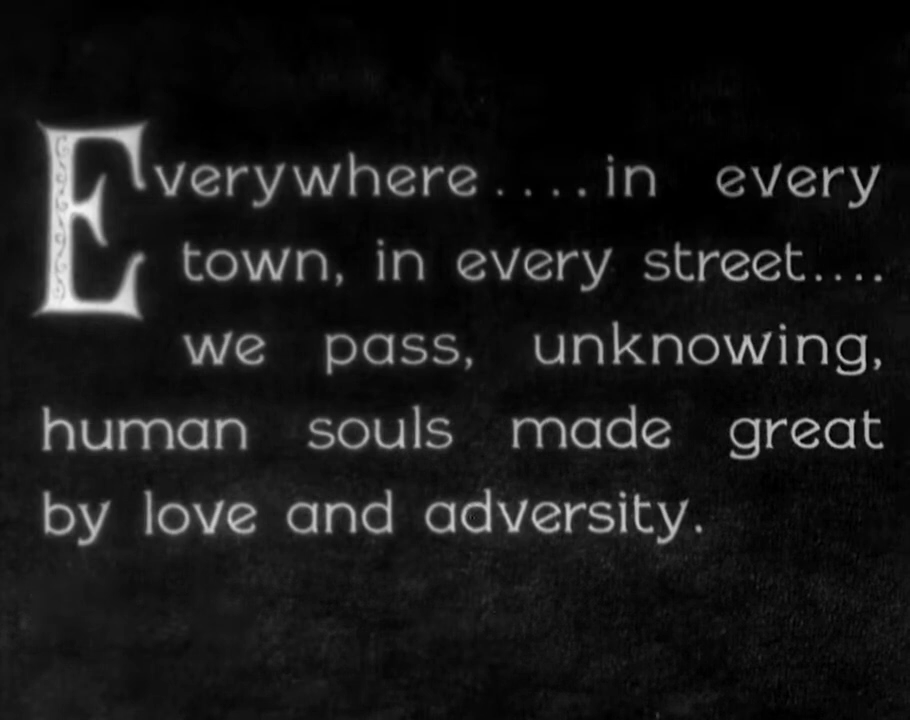 Everywhere....in every
town, in every street....
we pass, unknowing,
human souls made great
by love and adversity.